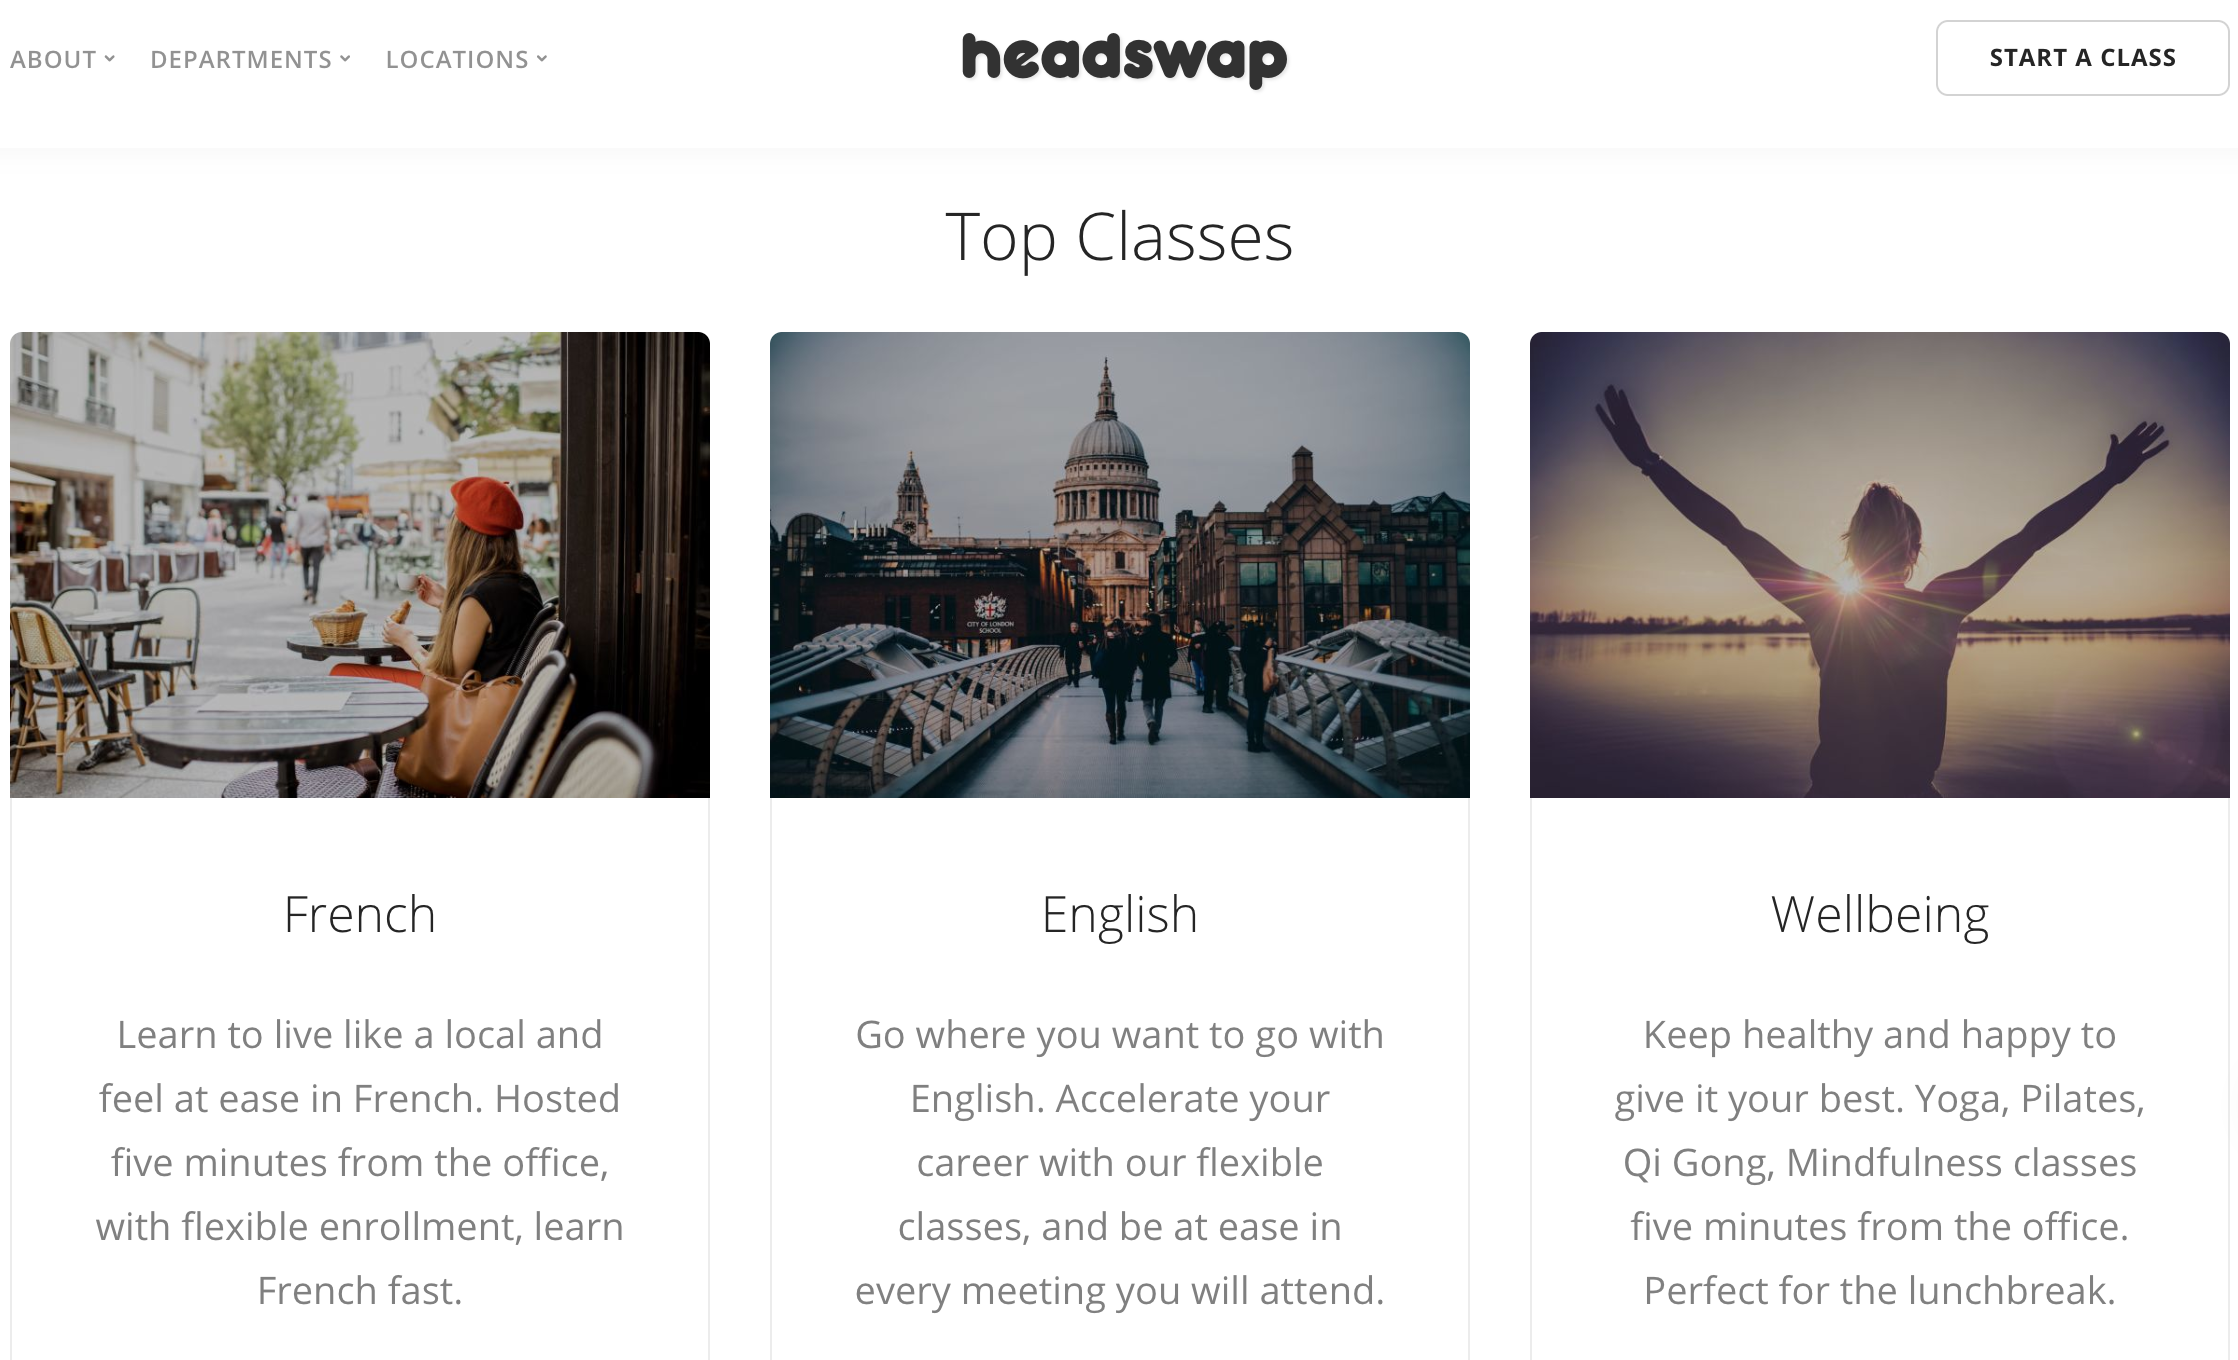 ABOUT DEPARTMENTS LOCATIONS headswap START A CLASS
Top Classes
CITY OF LONDON
SCHOOL
French
Learn to live like a local and
feel at ease in French. Hosted
five minutes from the office,
with flexible enrollment, learn
French fast.
English
Go where you want to go with
English. Accelerate your
career with our flexible
classes, and be at ease in
every meeting you will attend.
Wellbeing
Keep healthy and happy to
give it your best. Yoga, Pilates,
Qi Gong, Mindfulness classes
five minutes from the office.
Perfect for the lunchbreak.